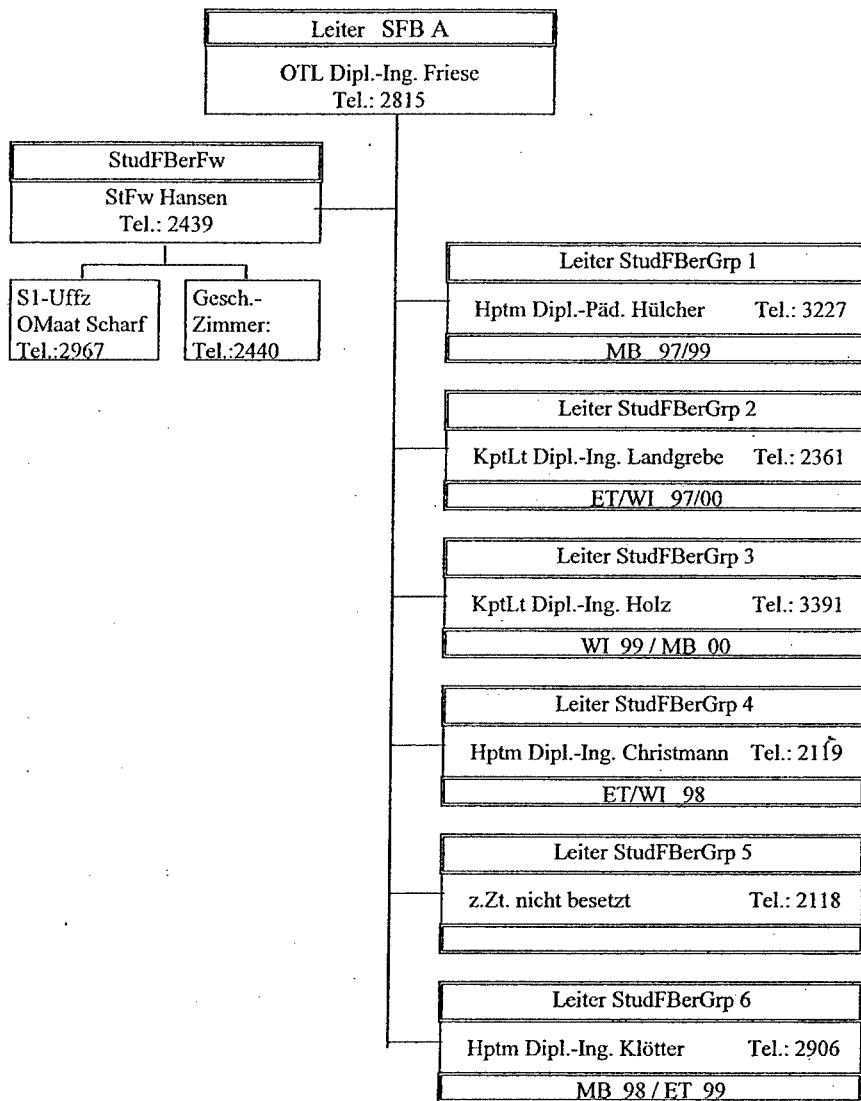 Leiter SFB A
OTL Dipl.-Ing. Friese
Tel.: 2815
StudFBerFw
StFw Hansen
Tel.: 2439
S1-Uffz
OMaat Scharf
Tel.:2967
Gesch.-
Zimmer:
Tel.:2440
Leiter StudFBerGrp 1
Hptm Dipl.-Päd. Hülcher Tel.: 3227
MB 97/99
Leiter StudFBerGrp 2
KptLt Dipl.-Ing. Landgrebe Tel.: 2361
ET/WI 97/00
Leiter StudFBerGrp 3
KptLt Dipl.-Ing. Holz Tel.: 3391
WI 99 / MB 00
Leiter StudFBerGrp 4
Hptm Dipl.-Ing. Christmann Tel.: 2119
ET/WI 98
Leiter StudFBerGrp 5
z.Zt. nicht besetzt Tel.: 2118
Leiter StudFBerGrp 6
Hptm Dipl.-Ing. Klötter Tel.: 2906
MB 98 / ET 99